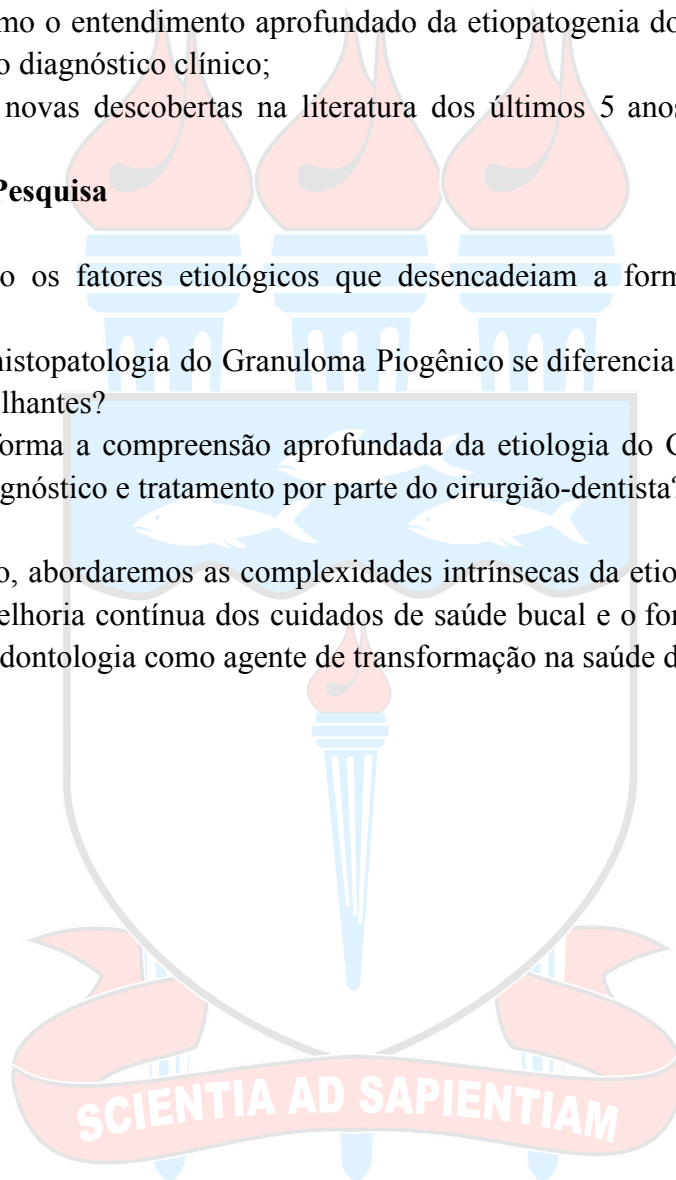 mo o entendimento aprofundado da etiopatogenia do
o diagnóstico clínico;
novas descobertas na literatura dos últimos 5 anos
Pesquisa
o os fatores etiológicos que desencadeiam a form
histopatologia do Granuloma Piogênico se diferencia
lhantes?
forma a compreensão aprofundada da etiologia do G
gnóstico e tratamento por parte do cirurgião-dentista?
o, abordaremos as complexidades intrínsecas da etio
elhoria contínua dos cuidados de saúde bucal e o for
dontologia como agente de transformação na saúde d
SCIENTIA AD SAPIENTIAM